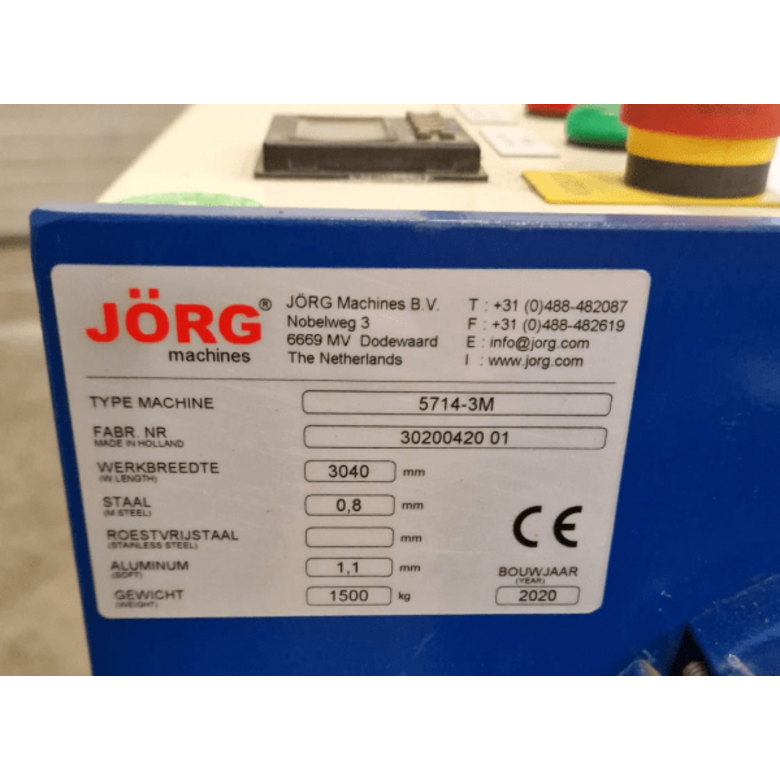 JÖRG®
machines
JÖRG Machines B.V.
Nobelweg 3
6669 MV Dodewaard
The Netherlands
T : +31 (0)488-482087
F : +31 (0)488-482619
E : info@jorg.com
I : www.jorg.com
TYPE MACHINE 5714-3M
FABR. NR 30200420 01
MADE IN HOLLAND
WERKBREEDTE 3040 mm
(W.LENGTH)
STAAL 0,8 mm
(M.STEEL)
ROESTVRIJSTAAL mm
(STAINLESS STEEL)
ALUMINUM 1,1 mm
(SOFT)
GEWICHT 1500 kg
(WEIGHT)
CE
BOUWJAAR
(YEAR)
2020